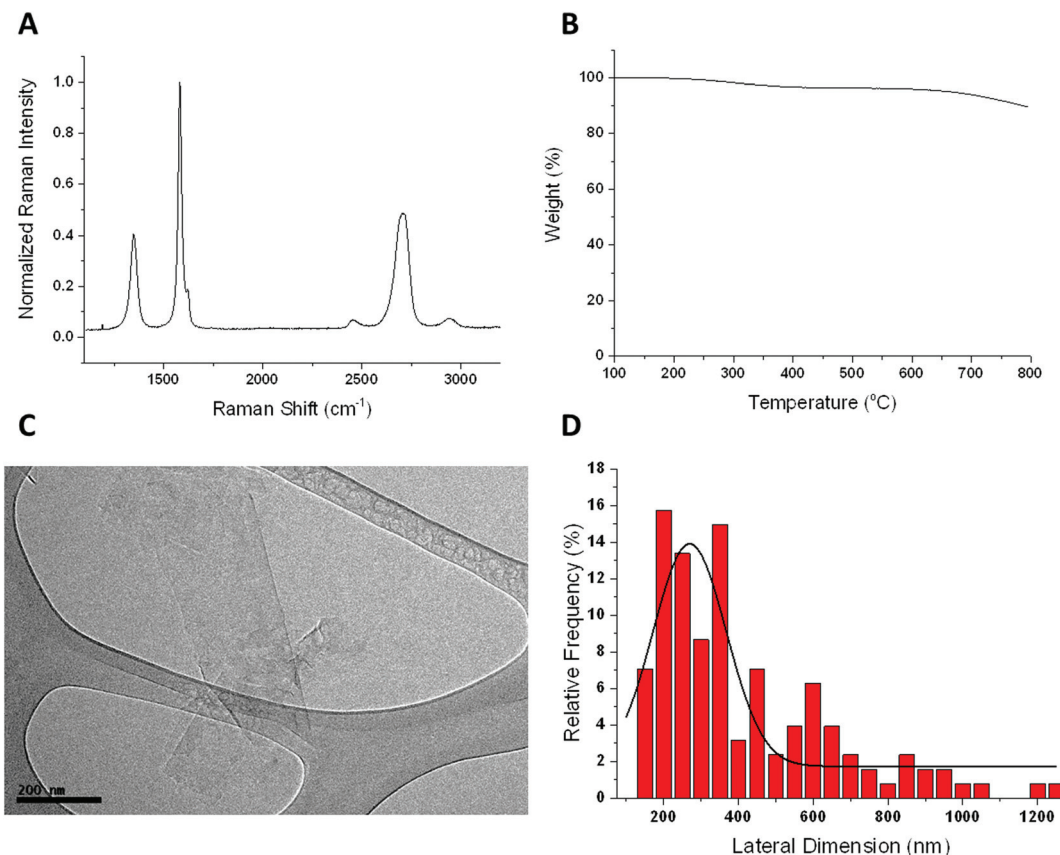 A
Normalized Raman Intensity
1.0
0.8
0.6
0.4
0.2
0.0
1500 2000 2500 3000
Raman Shift (cm⁻¹)
B
Weight (%)
100
80
60
40
20
0
100 200 300 400 500 600 700 800
Temperature (°C)
C
200 nm
D
Relative Frequency (%)
18
16
14
12
10
8
6
4
2
0
200 400 600 800 1000 1200
Lateral Dimension (nm)